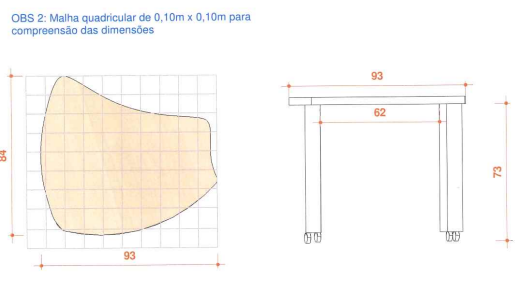 OBS 2: Malha quadricular de 0,10m x 0,10m para
compreensão das dimensões
84
93
93
62
73